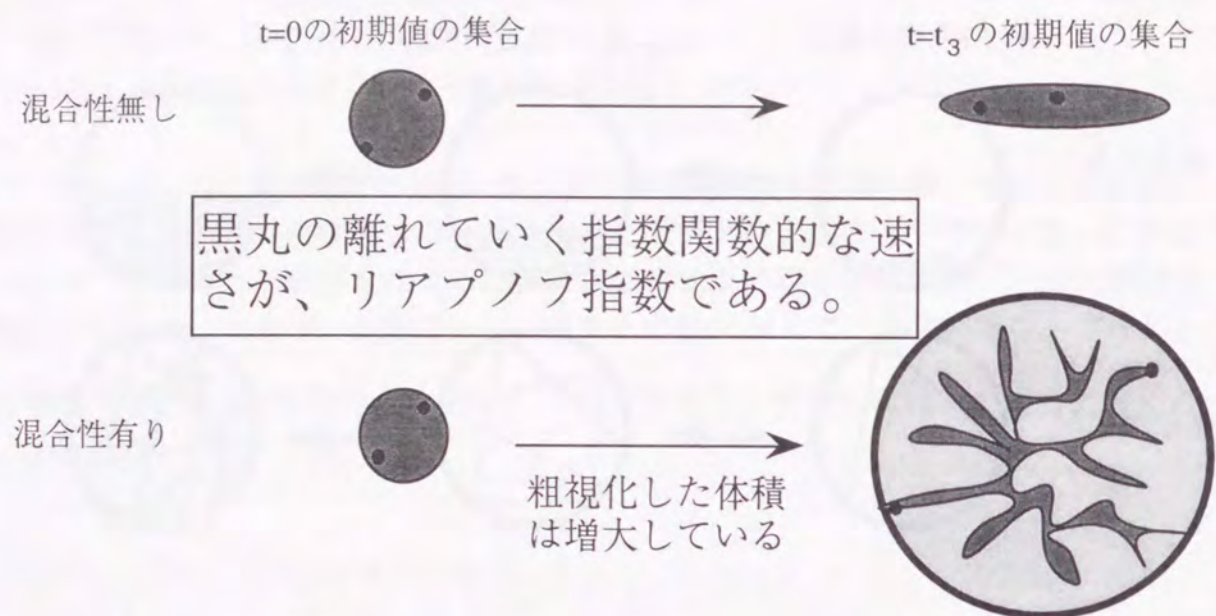 t=0の初期値の集合
t=t₃の初期値の集合
混合性無し
黒丸の離れていく指数関数的な速
さが、リアプノフ指数である。
混合性有り
粗視化した体積
は増大している